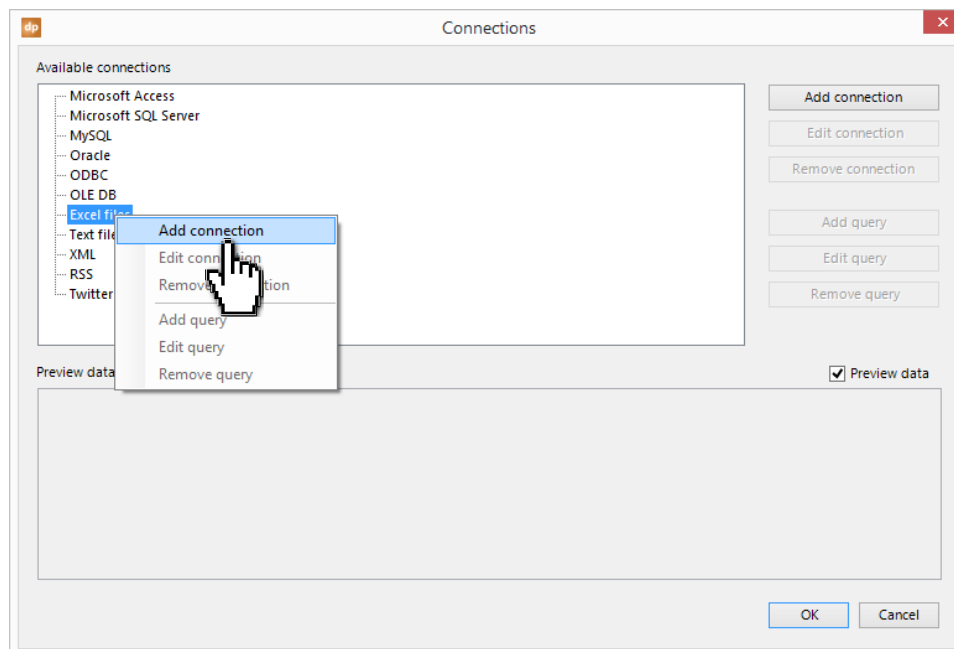 dp
Connections
Available connections
Microsoft Access
Microsoft SQL Server
MySQL
Oracle
ODBC
OLE DB
Excel
Text
XML
RSS
Twitter
Add connection
Edit
Add query
Edit query
Remove query
Add connection
Edit connection
Remove connection
Add query
Edit query
Remove query
Preview data
Preview data
OK
Cancel